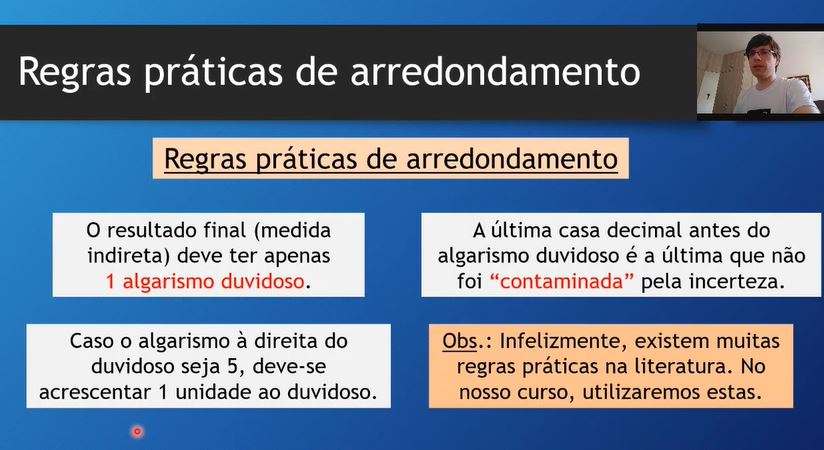 Regras práticas de arredondamento
Regras práticas de arredondamento
O resultado final (medida
indireta) deve ter apenas
1 algarismo duvidoso.
A última casa decimal antes do
algarismo duvidoso é a última que não
foi “contaminada” pela incerteza.
Caso o algarismo à direita do
duvidoso seja 5, deve-se
acrescentar 1 unidade ao duvidoso.
Obs.: Infelizmente, existem muitas
regras práticas na literatura. No
nosso curso, utilizaremos estas.